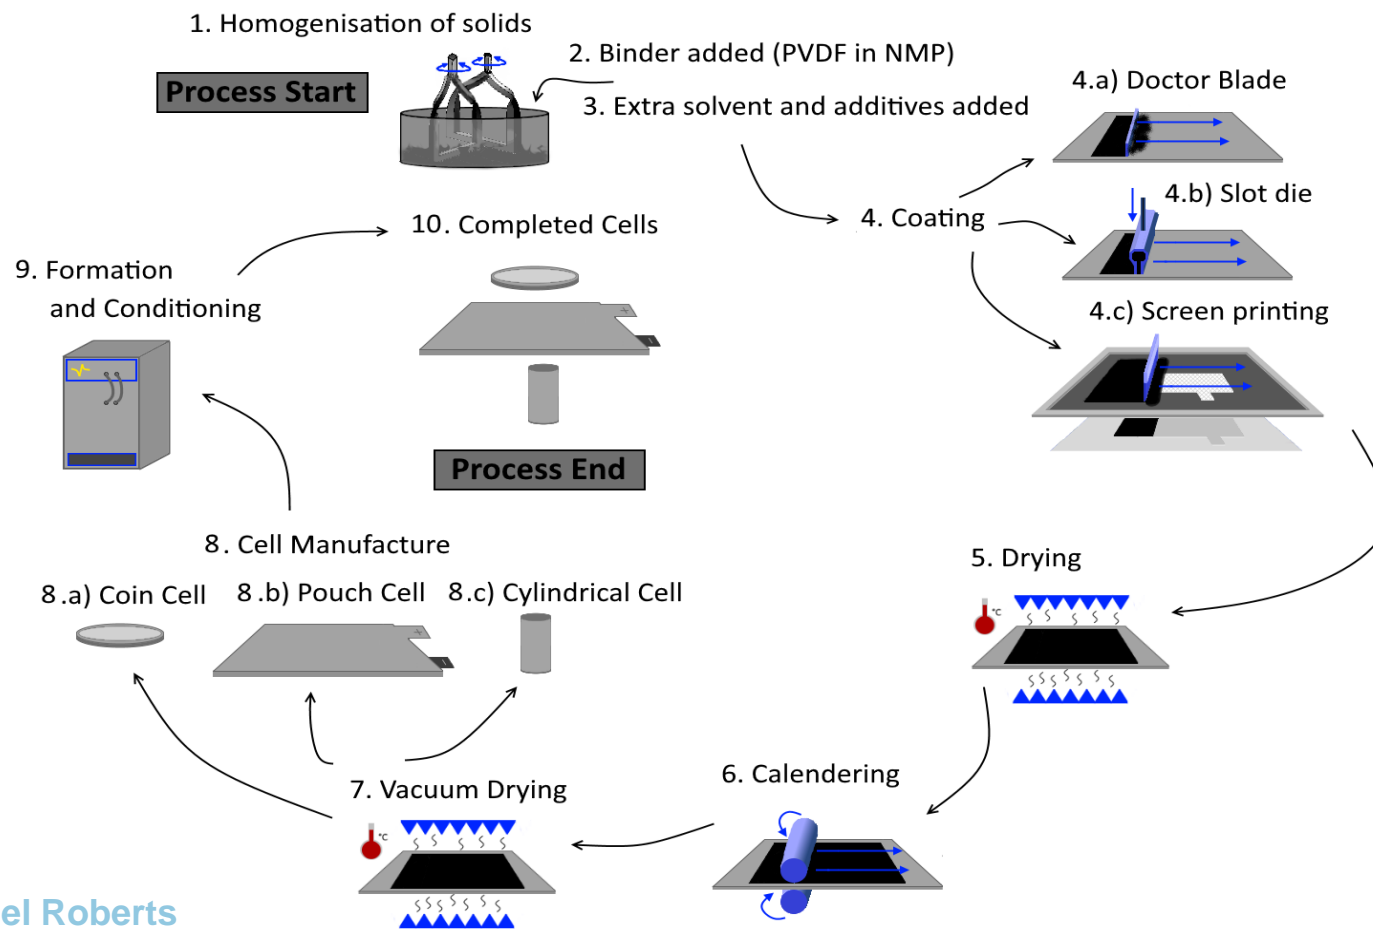 1. Homogenisation of solids
Process Start
2. Binder added (PVDF in NMP)
3. Extra solvent and additives added
4. Coating
4.a) Doctor Blade
4.b) Slot die
4.c) Screen printing
5. Drying
°C
6. Calendering
7. Vacuum Drying
°C
8. Cell Manufacture
8.a) Coin Cell
8.b) Pouch Cell
8.c) Cylindrical Cell
9. Formation
and Conditioning
10. Completed Cells
Process End
el Roberts